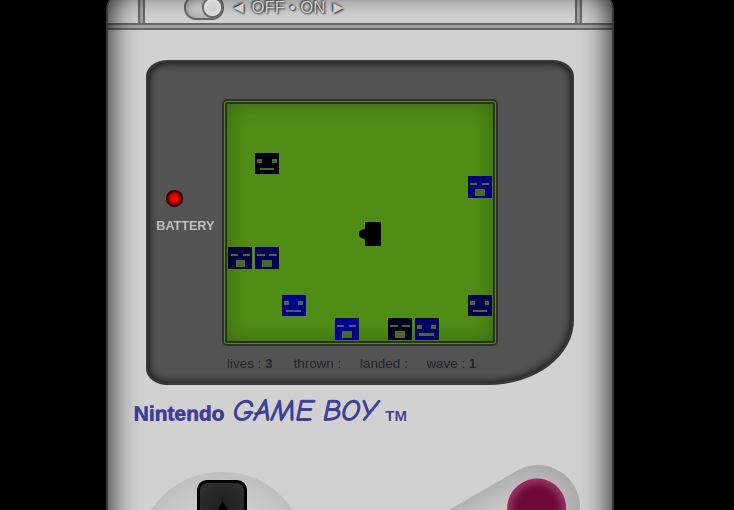 ◄ OFF • ON ►
BATTERY
lives : 3 thrown : landed : wave : 1
Nintendo GAME BOY TM